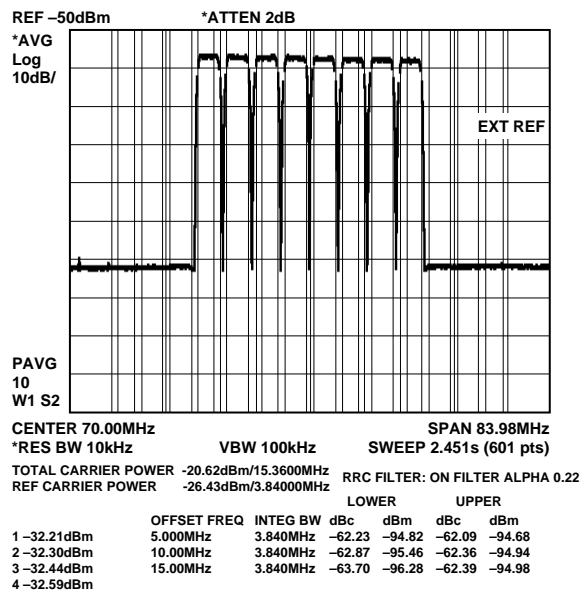 REF –50dBm *ATTEN 2dB
*AVG
Log
10dB/
EXT REF
PAVG
10
W1 S2
CENTER 70.00MHz SPAN 83.98MHz
*RES BW 10kHz VBW 100kHz SWEEP 2.451s (601 pts)
TOTAL CARRIER POWER -20.62dBm/15.3600MHz
REF CARRIER POWER -26.43dBm/3.84000MHz
RRC FILTER: ON FILTER ALPHA 0.22
LOWER UPPER
OFFSET FREQ INTEG BW dBc dBm dBc dBm
1 –32.21dBm 5.000MHz 3.840MHz –62.23 –94.82 –62.09 –94.68
2 –32.30dBm 10.00MHz 3.840MHz –62.87 –95.46 –62.36 –94.94
3 –32.44dBm 15.00MHz 3.840MHz –63.70 –96.28 –62.39 –94.98
4 –32.59dBm